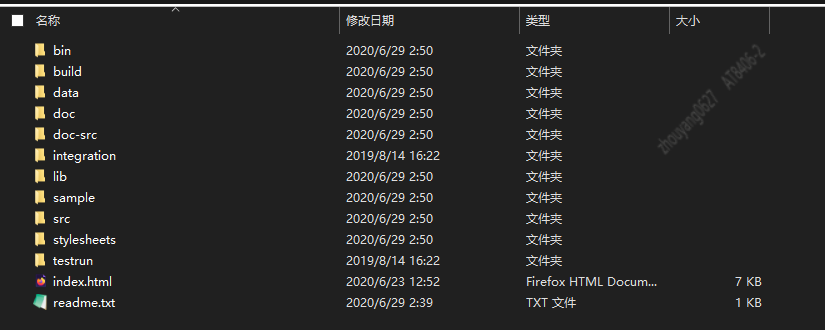 名称 修改日期 类型 大小
bin 2020/6/29 2:50 文件夹
build 2020/6/29 2:50 文件夹
data 2020/6/29 2:50 文件夹
doc 2020/6/29 2:50 文件夹
doc-src 2020/6/29 2:50 文件夹
integration 2019/8/14 16:22 文件夹
lib 2020/6/29 2:50 文件夹
sample 2020/6/29 2:50 文件夹
src 2020/6/29 2:50 文件夹
stylesheets 2020/6/29 2:50 文件夹
testrun 2019/8/14 16:22 文件夹
index.html 2020/6/23 12:52 Firefox HTML Docum... 7 KB
readme.txt 2020/6/29 2:39 TXT 文件 1 KB
zhouyang0627 AT8406-2